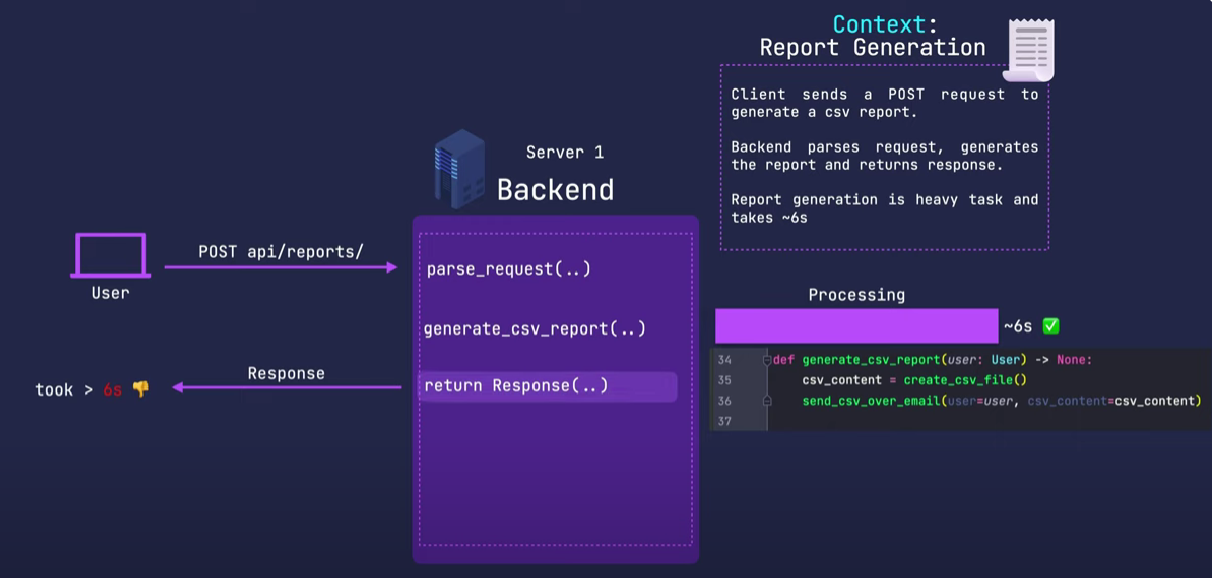 Context:
Report Generation
Client sends a POST request to
generate a csv report.
Backend parses request, generates
the report and returns response.
Report generation is heavy task and
takes ~6s
Server 1
Backend
POST api/reports/
User
parse_request(..)
generate_csv_report(..)
return Response(..)
Response
took > 6s
Processing
~6s
34 def generate_csv_report(user: User) -> None:
35 csv_content = create_csv_file()
36 send_csv_over_email(user=user, csv_content=csv_content)
37